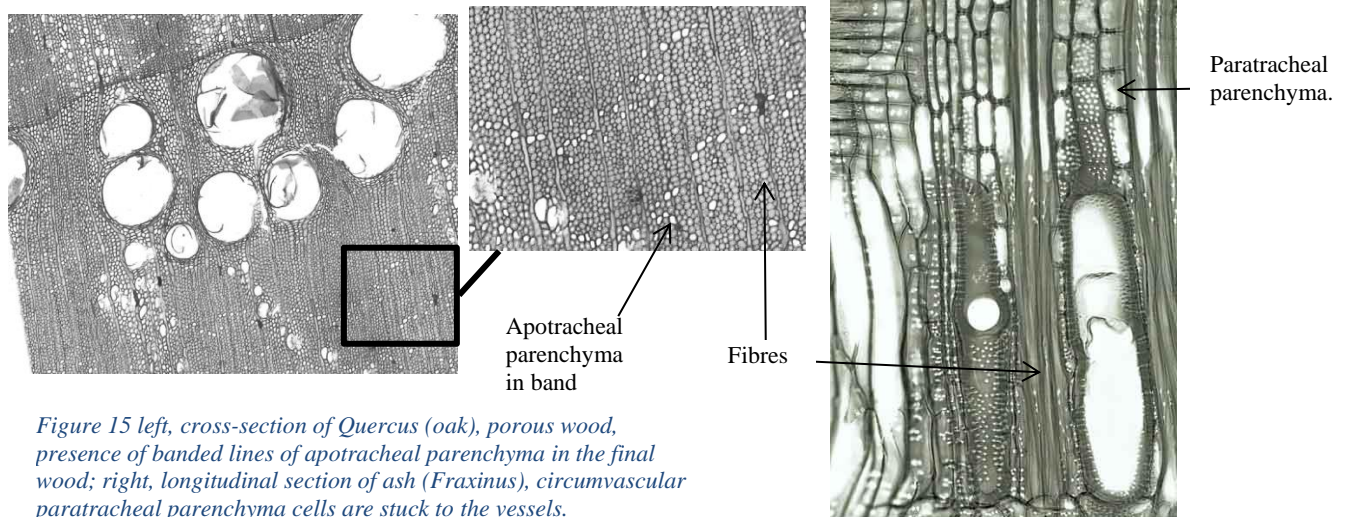 Paratracheal
parenchyma.
Apotracheal
parenchyma
in band
Fibres
Figure 15 left, cross-section of Quercus (oak), porous wood,
presence of banded lines of apotracheal parenchyma in the final
wood; right, longitudinal section of ash (Fraxinus), circumvascular
paratracheal parenchyma cells are stuck to the vessels.